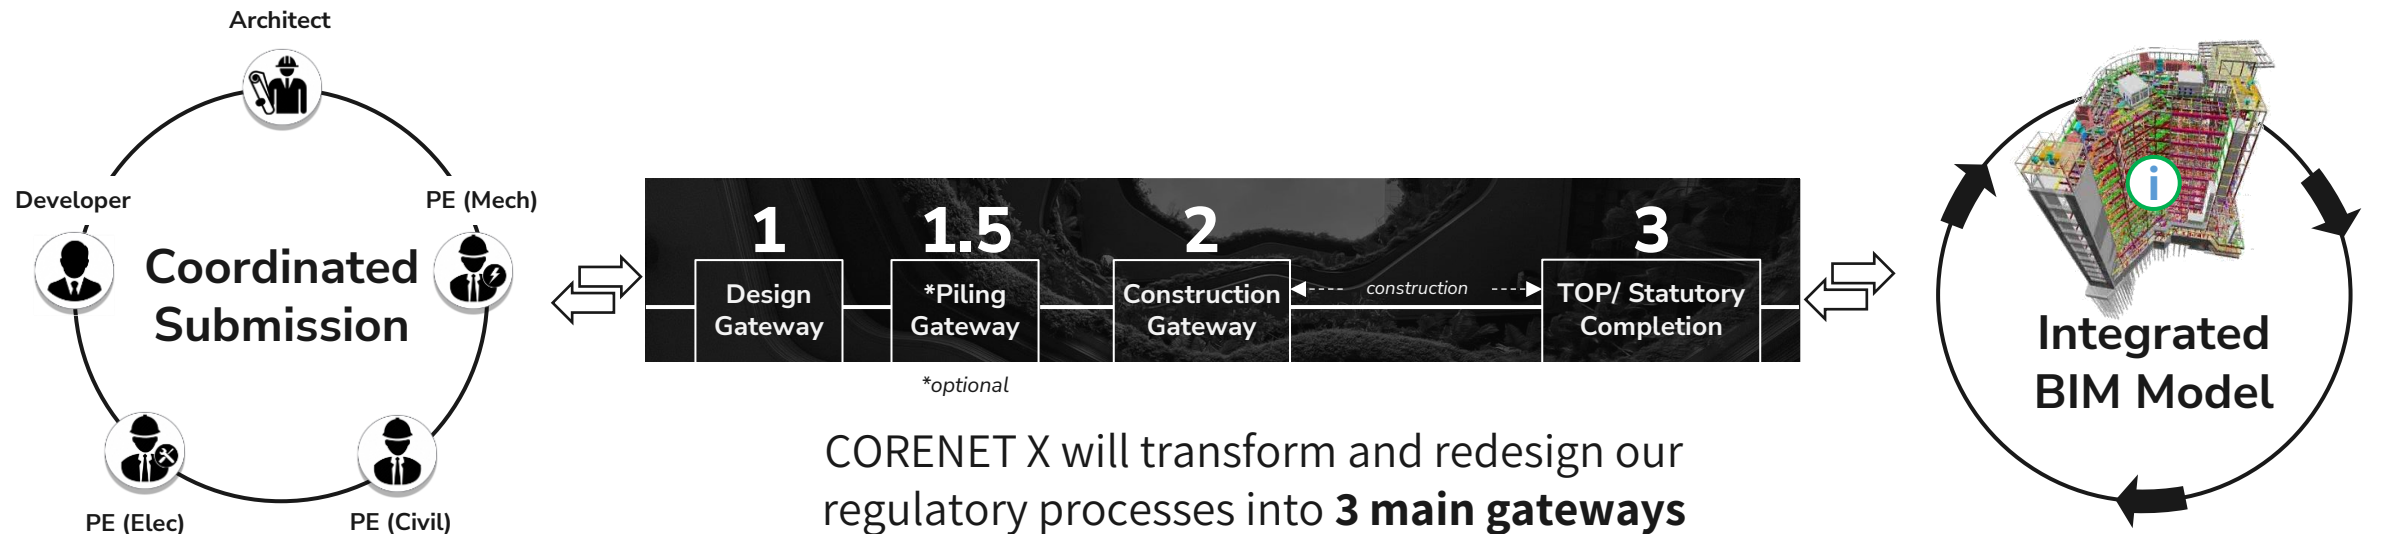 Architect
Developer
PE (Mech)
Coordinated
Submission
PE (Elec)
PE (Civil)
1
Design
Gateway
1.5
*Piling
Gateway
*optional
2
Construction
Gateway
construction
3
TOP/ Statutory
Completion
CORENET X will transform and redesign our
regulatory processes into 3 main gateways
i
Integrated
BIM Model